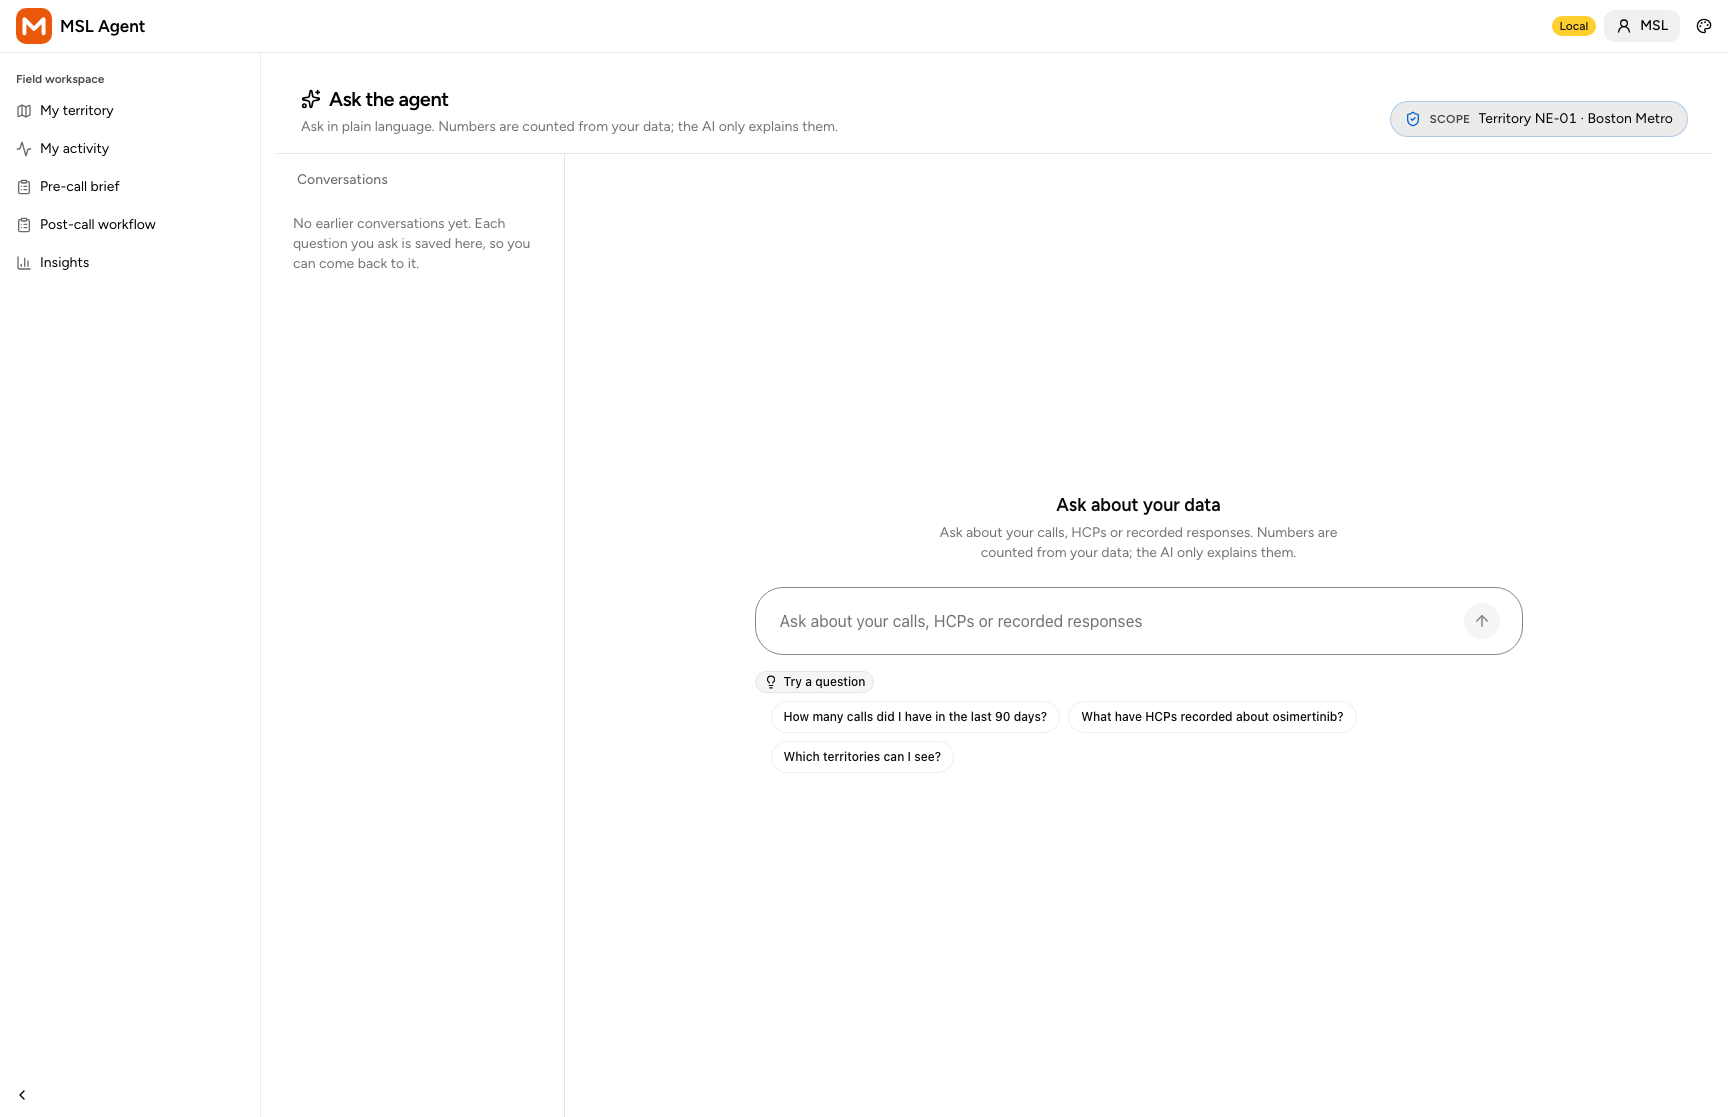 MSL Agent
Local
MSL
Field workspace
My territory
My activity
Pre-call brief
Post-call workflow
Insights
Ask the agent
Ask in plain language. Numbers are counted from your data; the AI only explains them.
SCOPE Territory NE-01 · Boston Metro
Conversations
No earlier conversations yet. Each
question you ask is saved here, so you
can come back to it.
Ask about your data
Ask about your calls, HCPs or recorded responses. Numbers are
counted from your data; the AI only explains them.
Ask about your calls, HCPs or recorded responses
Try a question
How many calls did I have in the last 90 days?
What have HCPs recorded about osimertinib?
Which territories can I see?